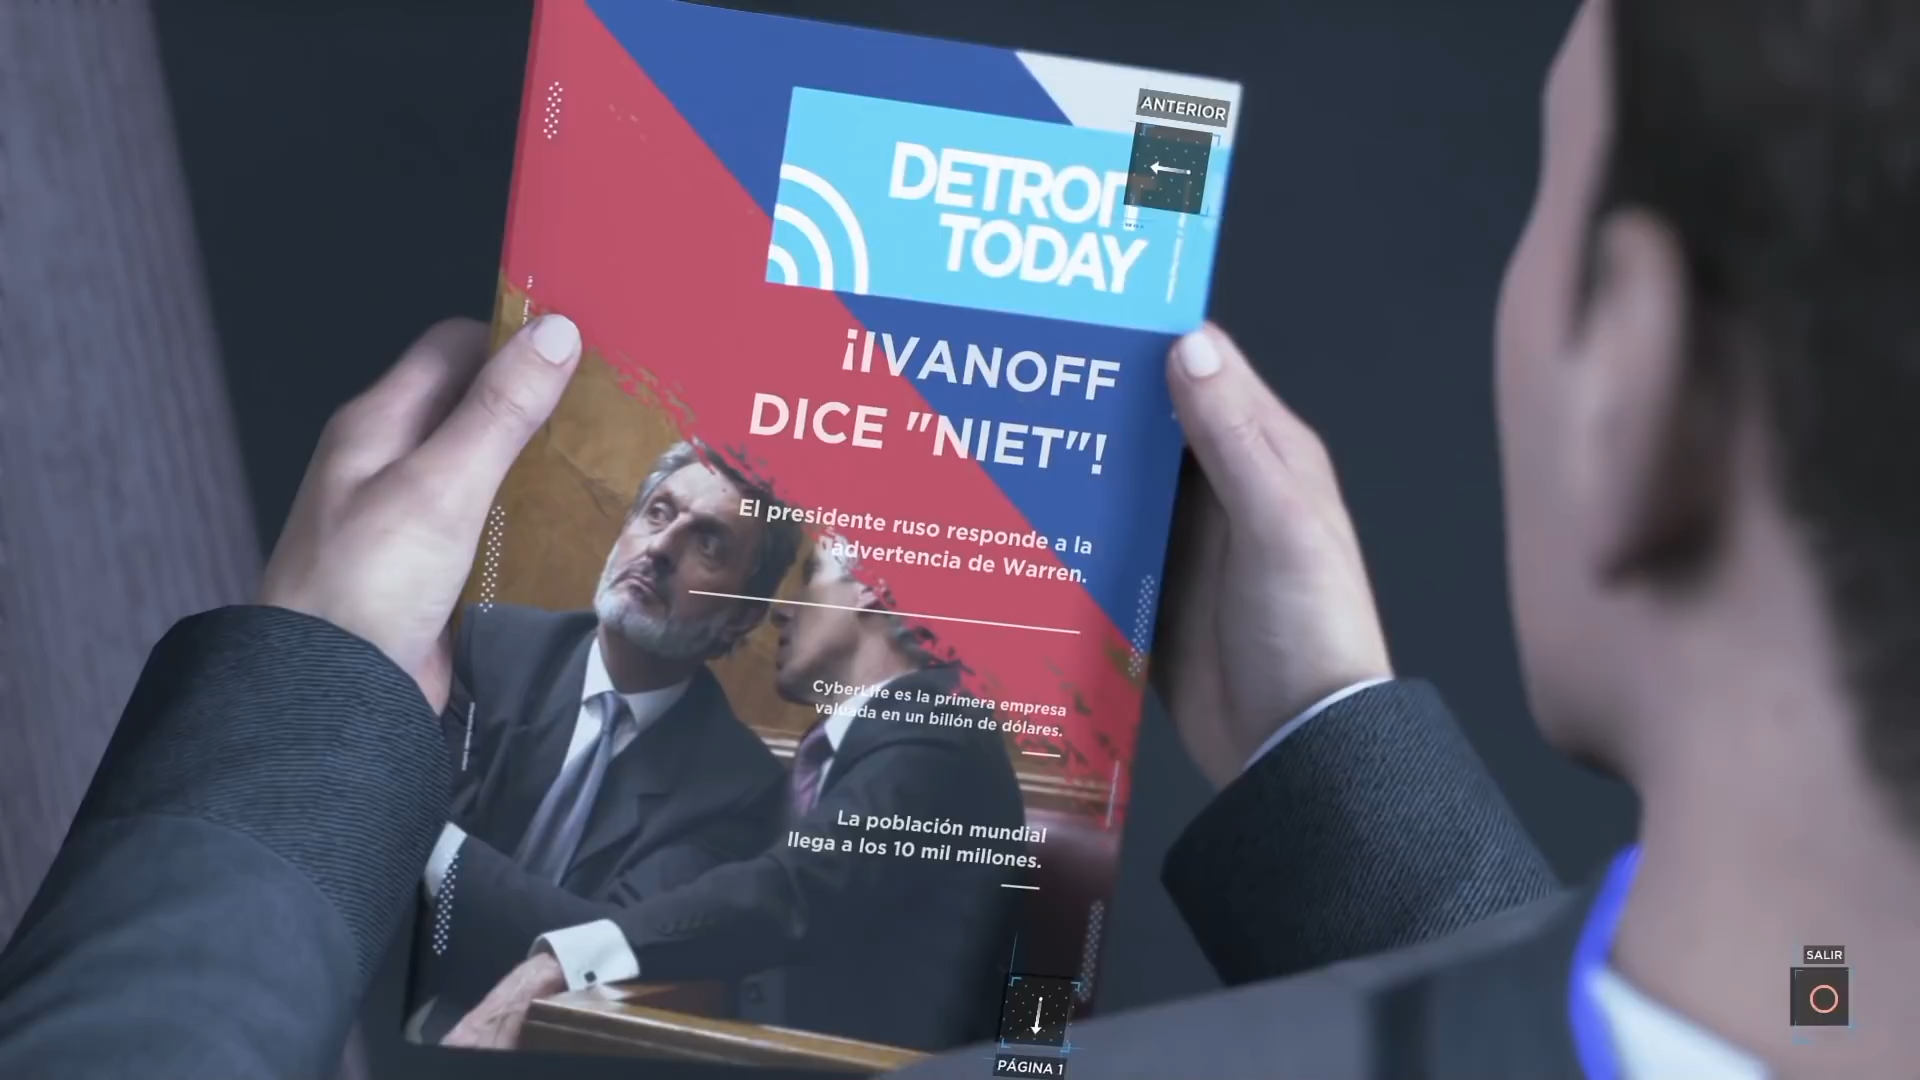 ANTERIOR
DETROIT
TODAY
¡IVANOFF
DICE "NIET"!
El presidente ruso responde a la
advertencia de Warren.
CyberLife es la primera empresa
valuada en un billón de dólares.
La población mundial
llega a los 10 mil millones.
SALIR
PÁGINA 1